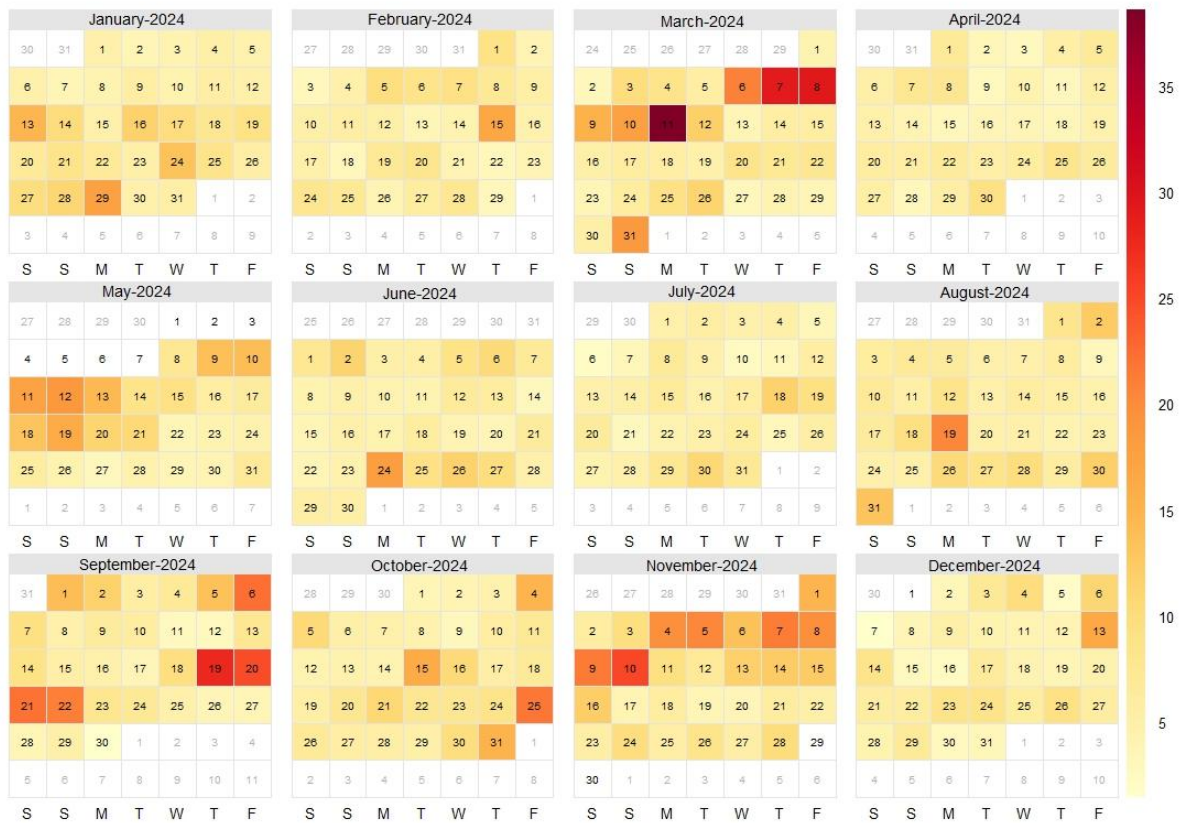 January-2024
30 31 1 2 3 4 5
6 7 8 9 10 11 12
13 14 15 16 17 18 19
20 21 22 23 24 25 26
27 28 29 30 31 1 2
3 4 5 6 7 8 9
S S M T W T F
February-2024
27 28 29 30 31 1 2
3 4 5 6 7 8 9
10 11 12 13 14 15 16
17 18 19 20 21 22 23
24 25 26 27 28 29 1
2 3 4 5 6 7 8
S S M T W T F
March-2024
24 25 26 27 28 29 1
2 3 4 5 6 7 8
9 10 11 12 13 14 15
16 17 18 19 20 21 22
23 24 25 26 27 28 29
30 31 1 2 3 4 5
S S M T W T F
April-2024
30 31 1 2 3 4 5
6 7 8 9 10 11 12
13 14 15 16 17 18 19
20 21 22 23 24 25 26
27 28 29 30 1 2 3
4 5 6 7 8 9 10
S S M T W T F
May-2024
27 28 29 30 1 2 3
4 5 6 7 8 9 10
11 12 13 14 15 16 17
18 19 20 21 22 23 24
25 26 27 28 29 30 31
1 2 3 4 5 6 7
S S M T W T F
June-2024
25 26 27 28 29 30 31
1 2 3 4 5 6 7
8 9 10 11 12 13 14
15 16 17 18 19 20 21
22 23 24 25 26 27 28
29 30 1 2 3 4 5
S S M T W T F
July-2024
29 30 1 2 3 4 5
6 7 8 9 10 11 12
13 14 15 16 17 18 19
20 21 22 23 24 25 26
27 28 29 30 31 1 2
3 4 5 6 7 8 9
S S M T W T F
August-2024
27 28 29 30 31 1 2
3 4 5 6 7 8 9
10 11 12 13 14 15 16
17 18 19 20 21 22 23
24 25 26 27 28 29 30
31 1 2 3 4 5 6
S S M T W T F
September-2024
31 1 2 3 4 5 6
7 8 9 10 11 12 13
14 15 16 17 18 19 20
21 22 23 24 25 26 27
28 29 30 1 2 3 4
5 6 7 8 9 10 11
S S M T W T F
October-2024
28 29 30 1 2 3 4
5 6 7 8 9 10 11
12 13 14 15 16 17 18
19 20 21 22 23 24 25
26 27 28 29 30 31 1
2 3 4 5 6 7 8
S S M T W T F
November-2024
26 27 28 29 30 31 1
2 3 4 5 6 7 8
9 10 11 12 13 14 15
16 17 18 19 20 21 22
23 24 25 26 27 28 29
30 1 2 3 4 5 6
S S M T W T F
December-2024
30 1 2 3 4 5 6
7 8 9 10 11 12 13
14 15 16 17 18 19 20
21 22 23 24 25 26 27
28 29 30 31 1 2 3
4 5 6 7 8 9 10
S S M T W T F
35
30
25
20
15
10
5